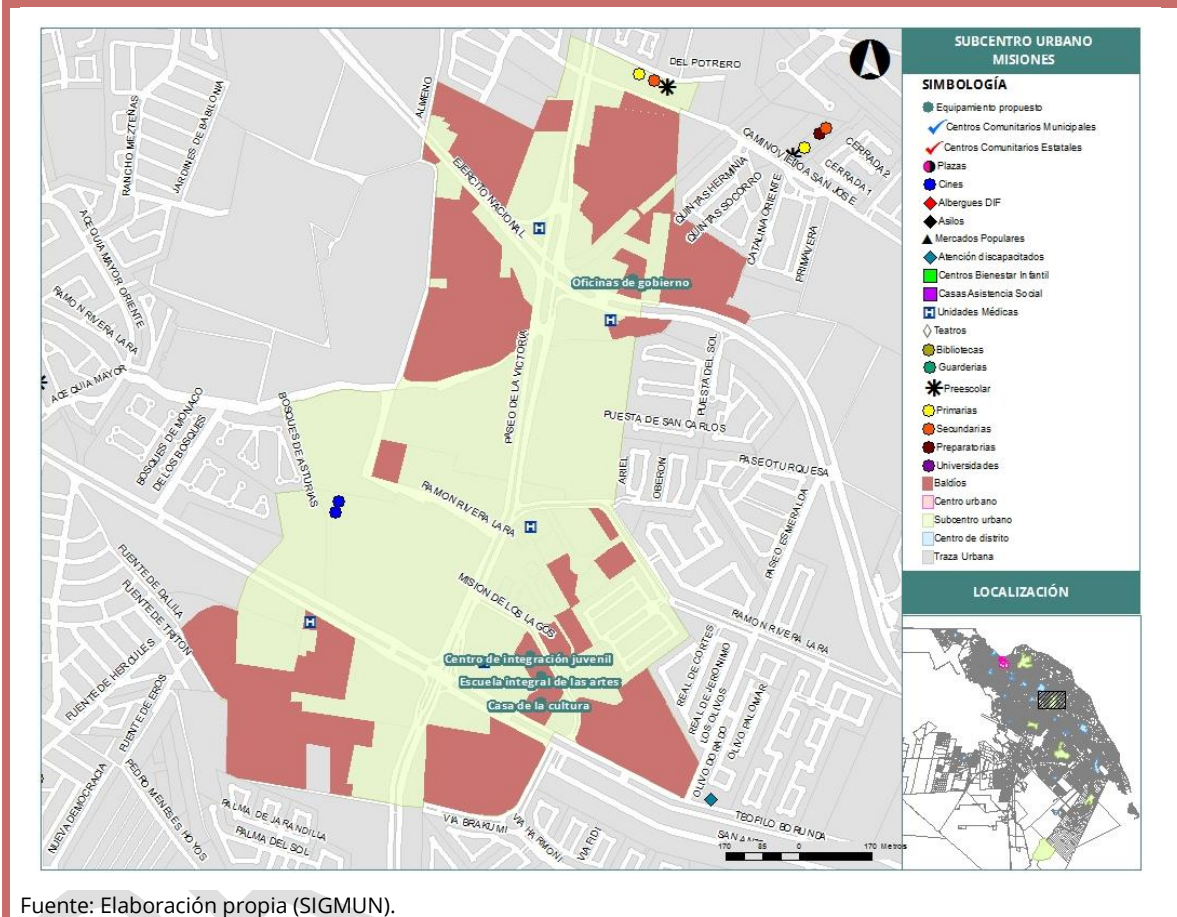 DEL POTRERO
ALMENO
RANCHO MEZTEÑAS
JARDINES DE BABILONIA
EJERCITO NACIONAL
CAMINO VIEJO A SAN JOSE
CERRADA 2
CERRADA 1
QUINTAS HERMINIA
QUINTAS SOCORRO
CATALINA ORIENTE
PRIMAVERA
ACEQUIA MAYOR ORIENTE
RAMON RIVERA LARA
ACEQUIA MAYOR
Oficinas de gobierno
PASEO DE LA VICTORIA
PUESTA DEL SOL
PUESTA DE SAN CARLOS
BOSQUES DE MONACO
DE LOS BOSQUES
BOSQUES DE ASTURIAS
ARIEL
OBERON
PASEO TURQUESA
PASEO ESMERALDA
RAMON RIVERA LARA
MISION DE LOS LAGOS
RAMON RIVERA LARA
FUENTE DE DALILA
FUENTE DE TRITON
FUENTE DE HERCULES
FUENTE DE EROS
Centro de integración juvenil
Escuela integral de las artes
Casa de la cultura
REAL DE CORTES
REAL DE JERONIMO
LOS OLIVOS
OLIVO DORADO
OLIVO PALOMAR
NUEVA DEMOCRACIA
PEDRO MENESES HOYOS
PALMA DE JARANDILLA
PALMA DEL SOL
VIA BRAKUMI
VIA HARMONI
VIA FIDI
TEOFILO BORUNDA
170 85 0 170 Metros
SUBCENTRO URBANO
MISIONES
SIMBOLOGÍA
Equipamiento propuesto
Centros Comunitarios Municipales
Centros Comunitarios Estatales
Plazas
Cines
Albergues DIF
Asilos
Mercados Populares
Atención discapacitados
Centros Bienestar Infantil
Casas Asistencia Social
H Unidades Médicas
Teatros
Bibliotecas
Guarderias
Preescolar
Primarias
Secundarias
Preparatorias
Universidades
Baldíos
Centro urbano
Subcentro urbano
Centro de distrito
Traza Urbana
LOCALIZACIÓN
Fuente: Elaboración propia (SIGMUN).